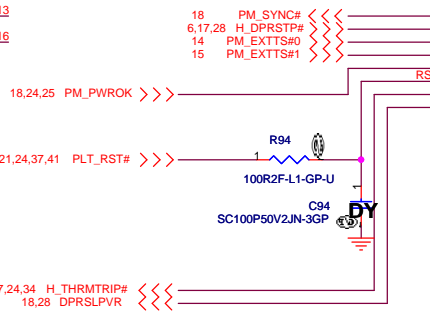 13
16
18 PM_SYNC#
6,17,28 H_DPRSTP#
14 PM_EXTTS#0
15 PM_EXTTS#1
RS
18,24,25 PM_PWROK
21,24,37,41 PLT_RST#
R94
1
100R2F-L1-GP-U
1
C94
DY
SC100P50V2JN-3GP
7,24,34 H_THRMTRIP#
18,28 DPRSLPVR